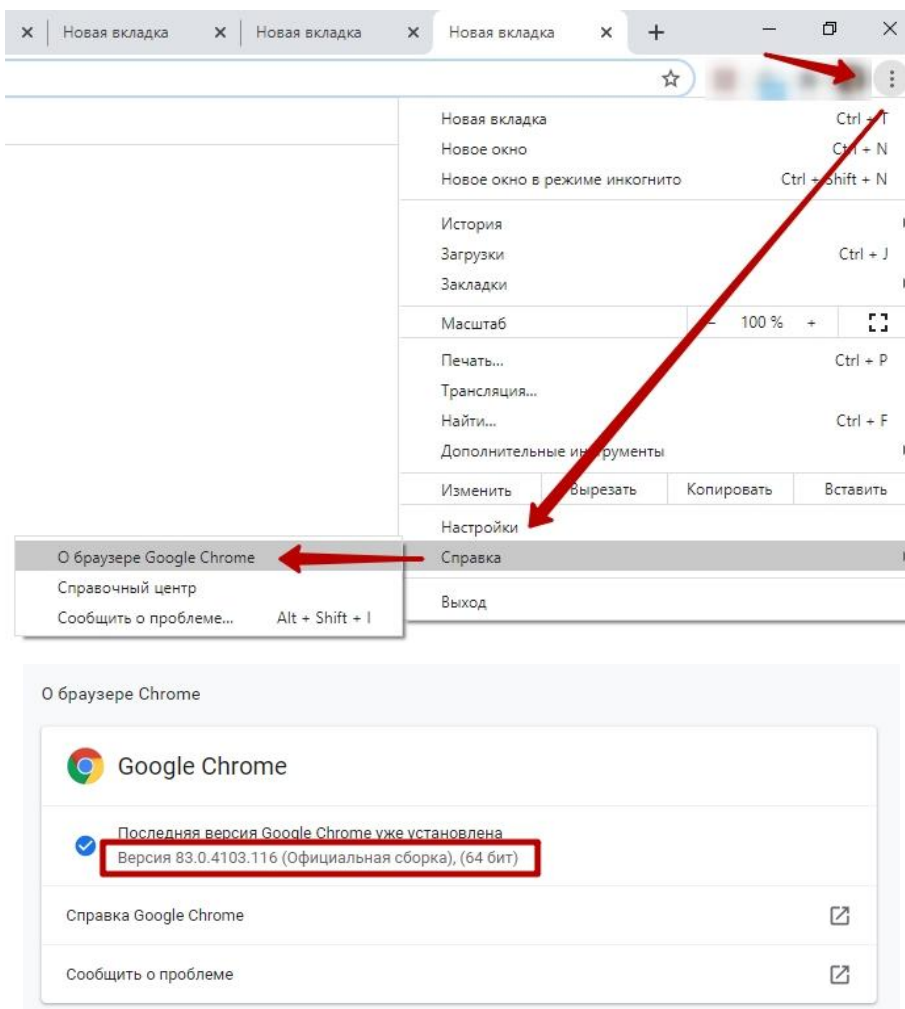 Новая вкладка Новая вкладка Новая вкладка
Новая вкладка Ctrl + T
Новое окно Ctrl + N
Новое окно в режиме инкогнито Ctrl + Shift + N
История
Загрузки Ctrl + J
Закладки
Масштаб – 100 % +
Печать... Ctrl + P
Трансляция...
Найти... Ctrl + F
Дополнительные инструменты
Изменить Вырезать Копировать Вставить
Настройки
О браузере Google Chrome Справка
Справочный центр
Сообщить о проблеме... Alt + Shift + I
Выход
О браузере Chrome
Google Chrome
Последняя версия Google Chrome уже установлена
Версия 83.0.4103.116 (Официальная сборка), (64 бит)
Справка Google Chrome
Сообщить о проблеме